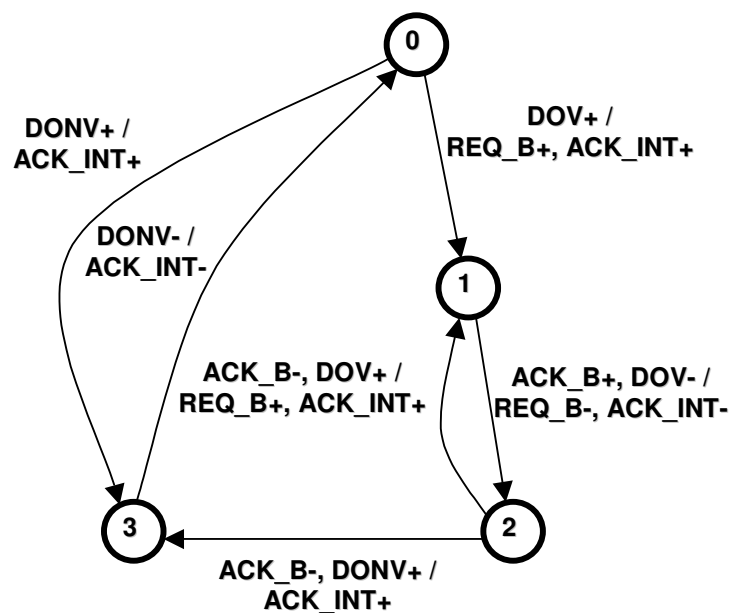 0
DOV+ /
REQ_B+, ACK_INT+
DONV+ /
ACK_INT+
DONV- /
ACK_INT-
1
ACK_B-, DOV+ /
REQ_B+, ACK_INT+
ACK_B+, DOV- /
REQ_B-, ACK_INT-
3
2
ACK_B-, DONV+ /
ACK_INT+